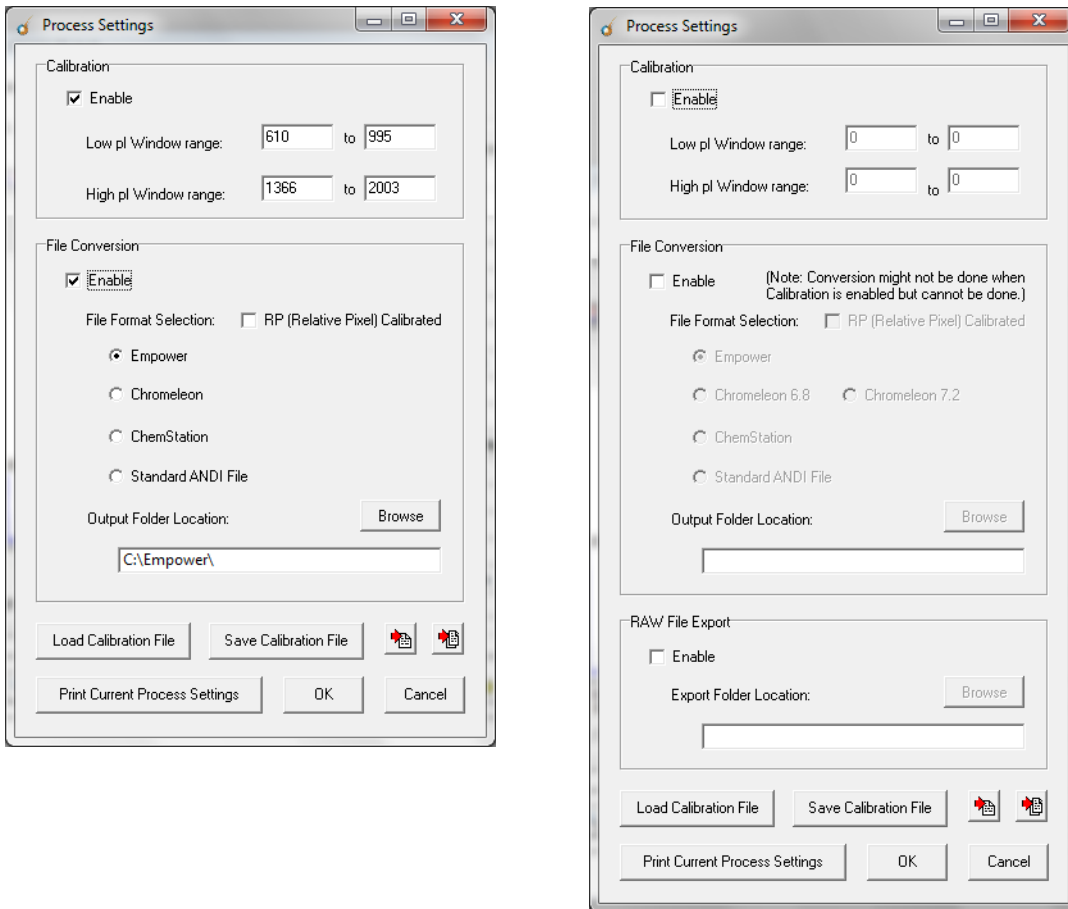 Process Settings
Calibration
Enable
Low pI Window range: 610 to 995
High pI Window range: 1366 to 2003
File Conversion
Enable
File Format Selection: RP (Relative Pixel) Calibrated
Empower
Chromeleon
ChemStation
Standard ANDI File
Output Folder Location: Browse
C:\Empower\
Load Calibration File Save Calibration File
Print Current Process Settings OK Cancel
Process Settings
Calibration
Enable
Low pI Window range: 0 to 0
High pI Window range: 0 to 0
File Conversion
Enable (Note: Conversion might not be done when
Calibration is enabled but cannot be done.)
File Format Selection: RP (Relative Pixel) Calibrated
Empower
Chromeleon 6.8 Chromeleon 7.2
ChemStation
Standard ANDI File
Output Folder Location: Browse
RAW File Export
Enable
Export Folder Location: Browse
Load Calibration File Save Calibration File
Print Current Process Settings OK Cancel